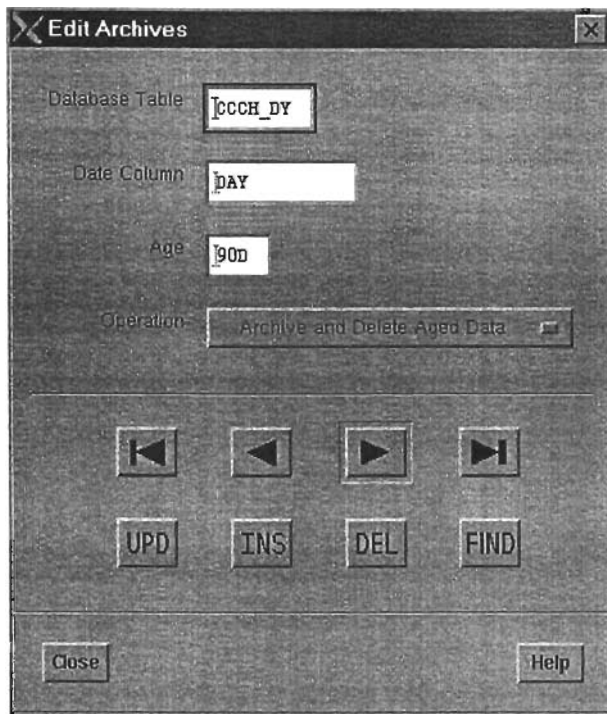 Edit Archives
Database Table CCCH_DY
Date Column DAY
Age 90D
Operation Archive and Delete Aged Data
UPD INS DEL FIND
Close Help